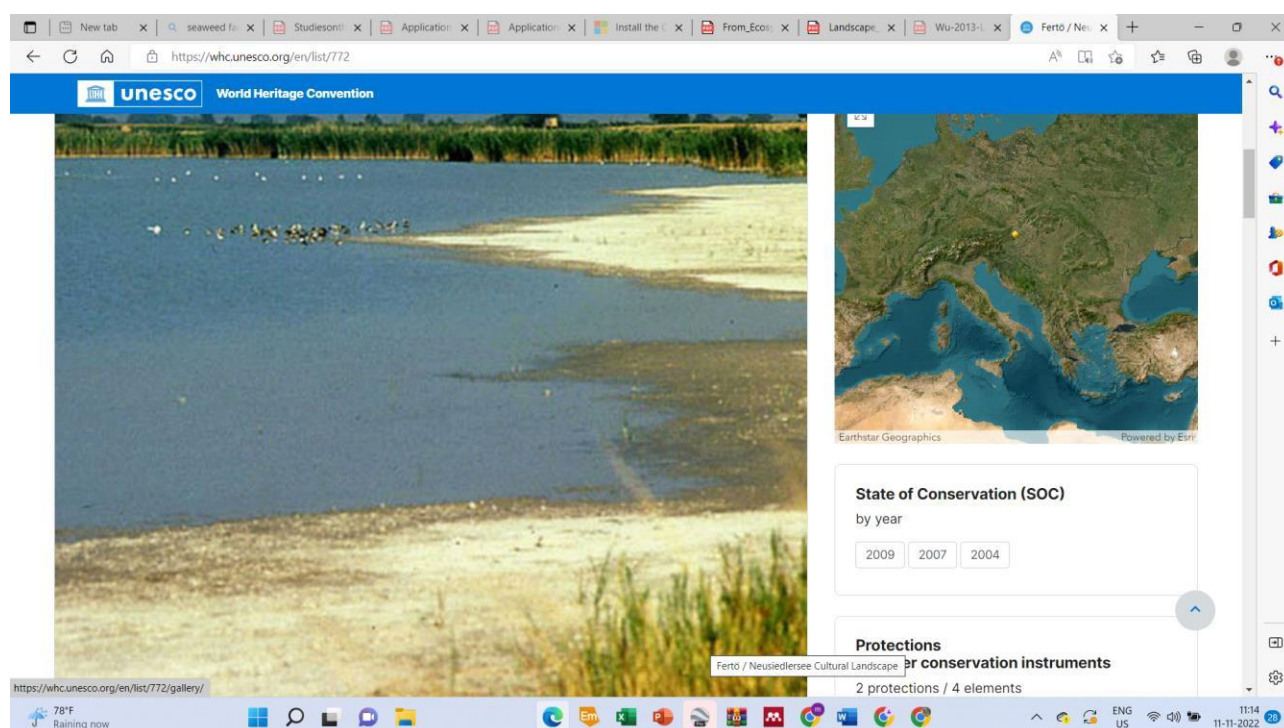 New tab
seaweed fa
Studiesont
Application
Application
Install the C
From_Ecos
Landscape_
Wu-2013-L
Fertö / Neu
https://whc.unesco.org/en/list/772
unesco World Heritage Convention
Earthstar Geographics Powered by Esri
State of Conservation (SOC)
by year
2009 2007 2004
Protections
er conservation instruments
2 protections / 4 elements
Fertö / Neusiedlersee Cultural Landscape
https://whc.unesco.org/en/list/772/gallery/
78°F
Raining now
ENG
US
11:14
11-11-2022
28